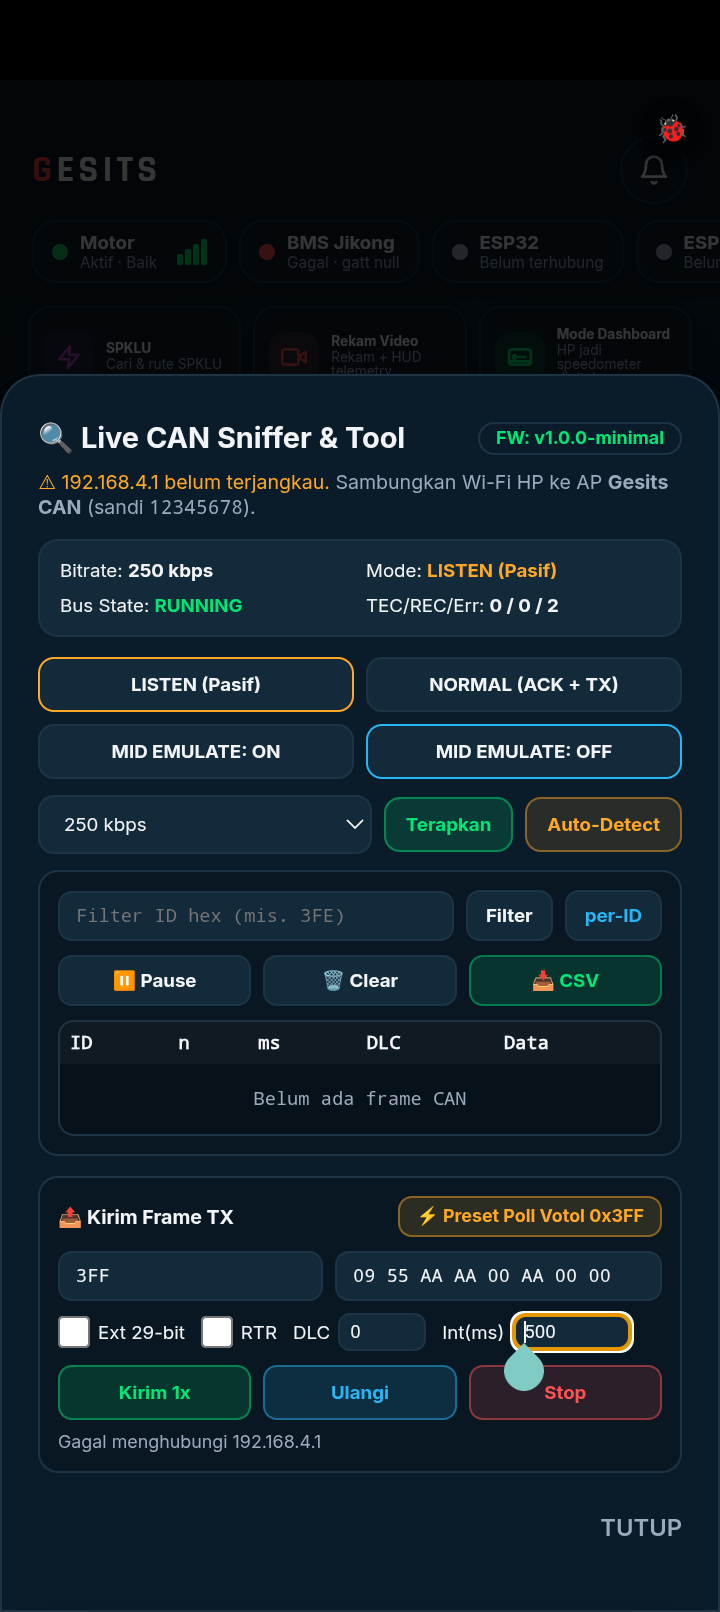 GESITS
Motor
Aktif · Baik
BMS Jikong
Gagal · gatt null
ESP32
Belum terhubung
ESP
Belur
SPKLU
Cari & rute SPKLU
Rekam Video
Rekam + HUD
telemetry
Mode Dashboard
HP jadi
speedometer
🔍 Live CAN Sniffer & Tool
FW: v1.0.0-minimal
⚠ 192.168.4.1 belum terjangkau. Sambungkan Wi-Fi HP ke AP Gesits
CAN (sandi 12345678).
Bitrate: 250 kbps
Mode: LISTEN (Pasif)
Bus State: RUNNING
TEC/REC/Err: 0 / 0 / 2
LISTEN (Pasif)
NORMAL (ACK + TX)
MID EMULATE: ON
MID EMULATE: OFF
250 kbps
Terapkan
Auto-Detect
Filter ID hex (mis. 3FE)
Filter
per-ID
⏸️ Pause
🗑️ Clear
📥 CSV
ID n ms DLC Data
Belum ada frame CAN
📤 Kirim Frame TX
⚡ Preset Poll Votol 0x3FF
3FF
09 55 AA AA 00 AA 00 00
Ext 29-bit
RTR
DLC
0
Int(ms)
500
Kirim 1x
Ulangi
Stop
Gagal menghubungi 192.168.4.1
TUTUP